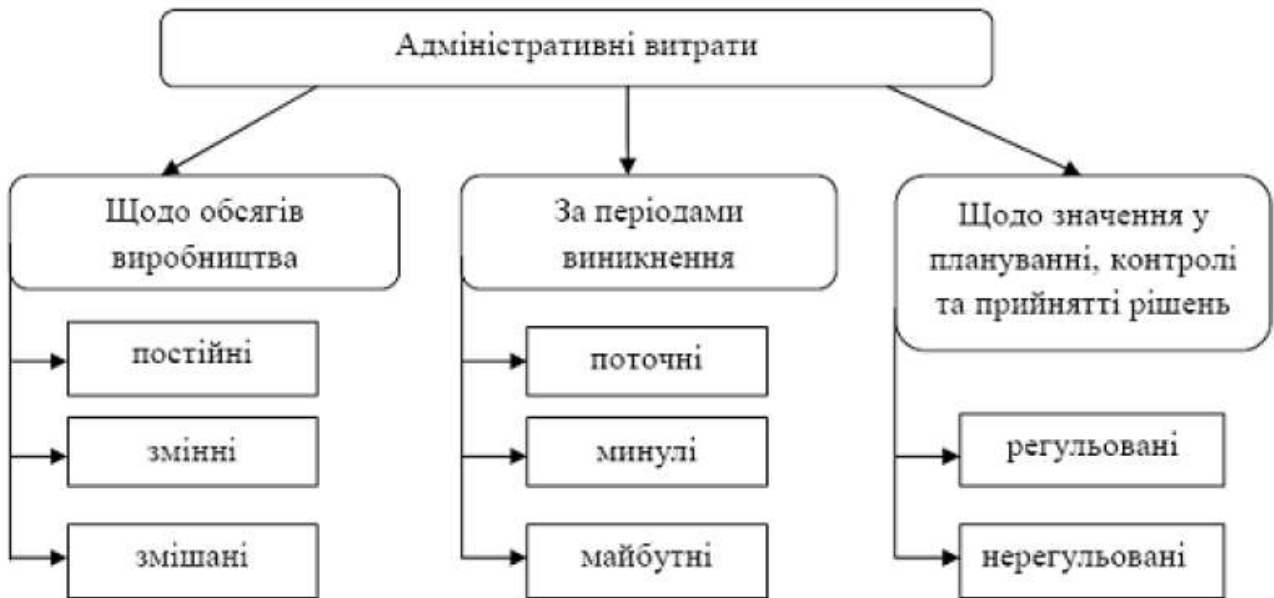 Адміністративні витрати
Щодо обсягів
виробництва
постійні
змінні
змішані
За періодами
виникнення
поточні
минулі
майбутні
Щодо значення у
плануванні, контролі
та прийнятті рішень
регульовані
нерегульовані